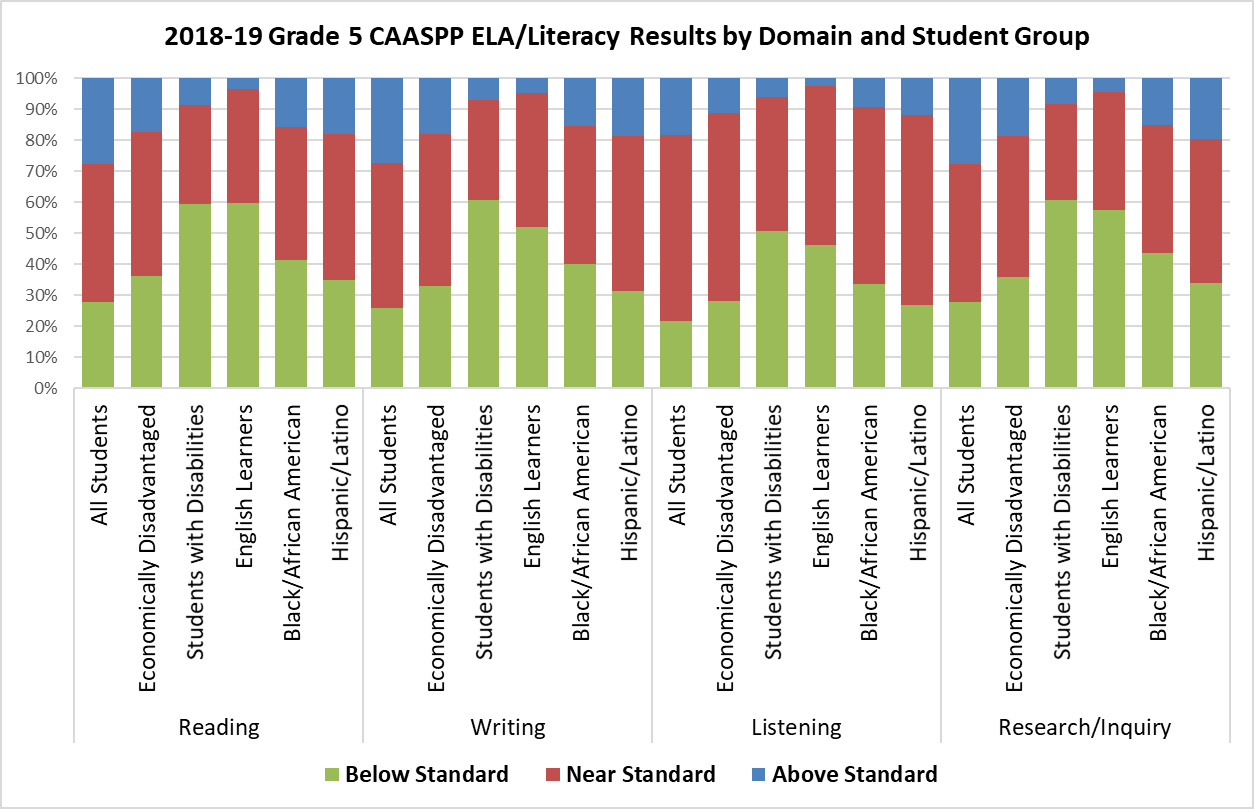 2018-19 Grade 5 CAASPP ELA/Literacy Results by Domain and Student Group
100%
90%
80%
70%
60%
50%
40%
30%
20%
10%
0%
All Students
Economically Disadvantaged
Students with Disabilities
English Learners
Black/African American
Hispanic/Latino
All Students
Economically Disadvantaged
Students with Disabilities
English Learners
Black/African American
Hispanic/Latino
All Students
Economically Disadvantaged
Students with Disabilities
English Learners
Black/African American
Hispanic/Latino
All Students
Economically Disadvantaged
Students with Disabilities
English Learners
Black/African American
Hispanic/Latino
Reading
Writing
Listening
Research/Inquiry
Below Standard
Near Standard
Above Standard